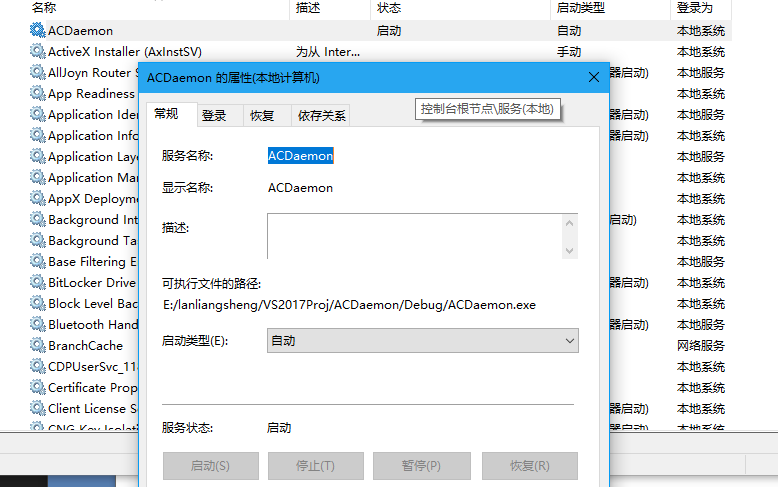 名称 描述 状态 启动类型 登录为
ACDaemon 启动 自动 本地系统
ActiveX Installer (AxInstSV) 为从 Inter... 手动 本地系统
AllJoyn Router S 器启动) 本地服务
App Readiness 本地系统
Application Iden 器启动) 本地服务
Application Info 器启动) 本地系统
Application Laye 本地服务
Application Man 本地系统
AppX Deployme 本地系统
Background Int 启动) 本地系统
Background Tas 本地系统
Base Filtering E 本地服务
BitLocker Drive 器启动) 本地系统
Block Level Bac 本地系统
Bluetooth Hand 器启动) 本地服务
BranchCache 网络服务
CDPUserSvc_11 本地系统
Certificate Prop 本地系统
Client License S 器启动) 本地系统
CNG Key Isolati 器启动) 本地系统
ACDaemon 的属性(本地计算机)
控制台根节点\服务(本地)
常规 登录 恢复 依存关系
服务名称: ACDaemon
显示名称: ACDaemon
描述:
可执行文件的路径:
E:/lanliangsheng/VS2017Proj/ACDaemon/Debug/ACDaemon.exe
启动类型(E): 自动
服务状态: 启动
启动(S) 停止(T) 暂停(P) 恢复(R)